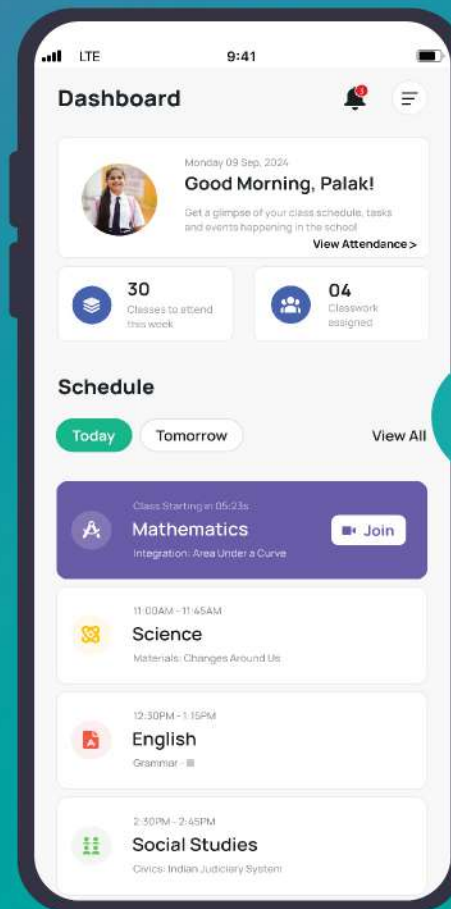 LTE 9:41
Dashboard
3
Monday 09 Sep, 2024
Good Morning, Palak!
Get a glimpse of your class schedule, tasks
and events happening in the school
View Attendance >
30
Classes to attend
this week
04
Classwork
assigned
Schedule
Today
Tomorrow
View All
Class Starting in 05:23s
Mathematics
Integration: Area Under a Curve
Join
11:00AM - 11:45AM
Science
Materials: Changes Around Us
12:30PM - 1:15PM
English
Grammar -
2:30PM - 2:45PM
Social Studies
Civics: Indian Judiciary System